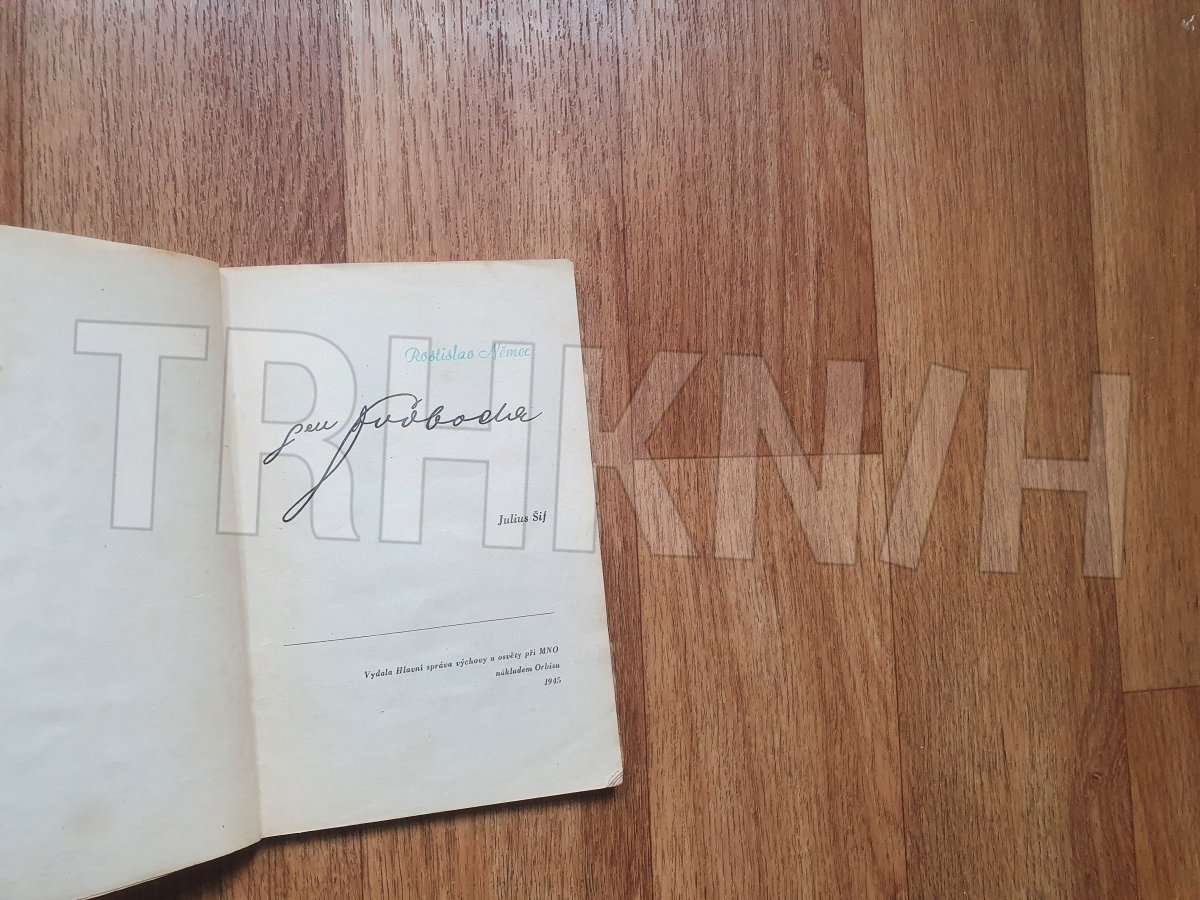 Rostislav Němec
gen Svoboda
Julius Šif
Vydala Hlavní správa výchovy a osvěty při MNO
nákladem Orbisu
1945
TRHKNIH